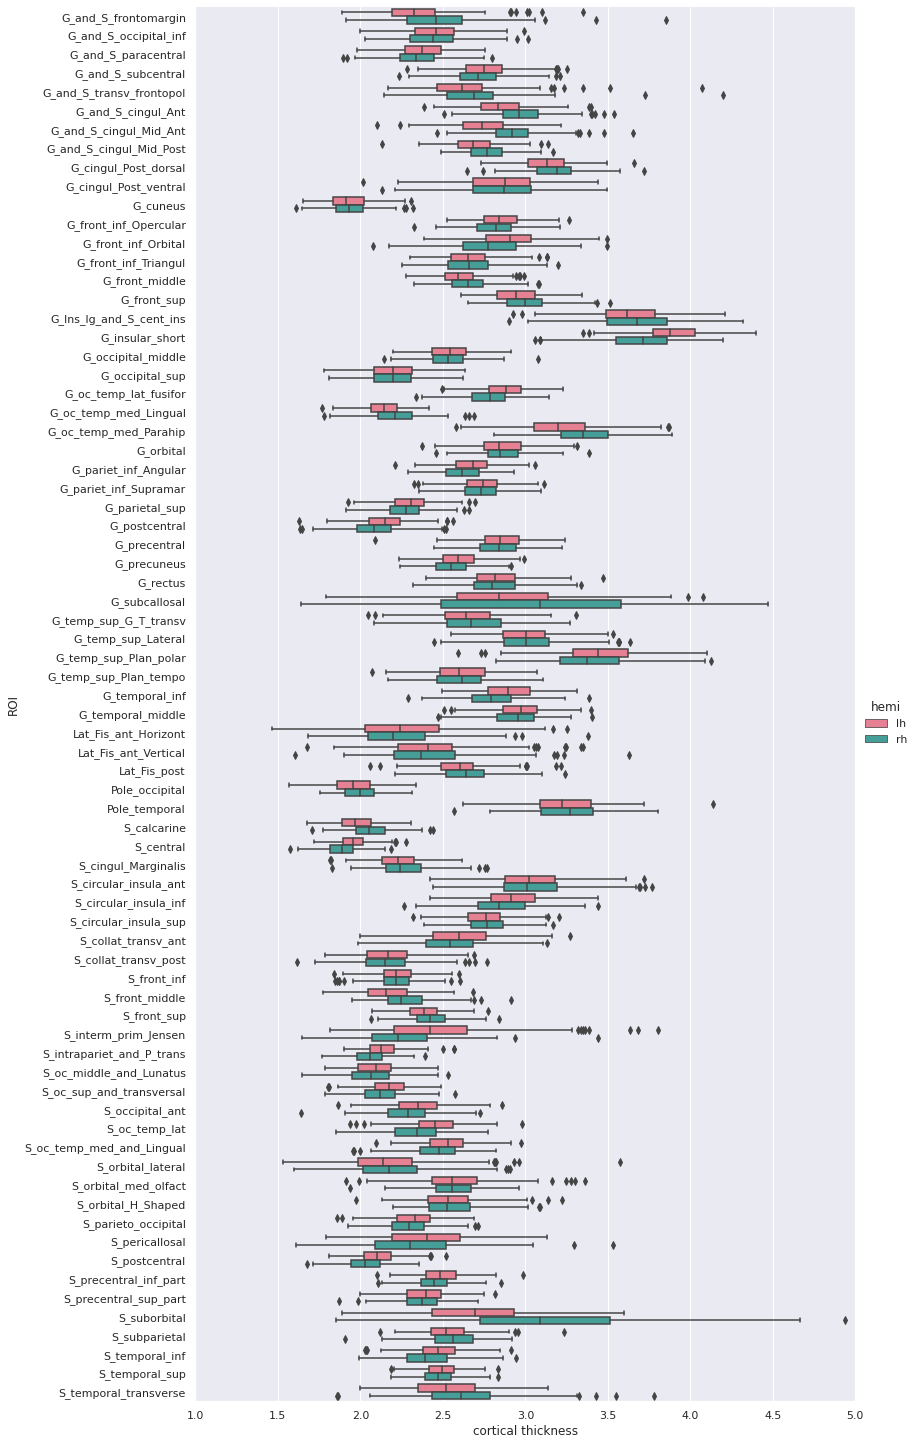 G_and_S_frontomargin
G_and_S_occipital_inf
G_and_S_paracentral
G_and_S_subcentral
G_and_S_transv_frontopol
G_and_S_cingul_Ant
G_and_S_cingul_Mid_Ant
G_and_S_cingul_Mid_Post
G_cingul_Post_dorsal
G_cingul_Post_ventral
G_cuneus
G_front_inf_Opercular
G_front_inf_Orbital
G_front_inf_Triangul
G_front_middle
G_front_sup
G_Ins_lg_and_S_cent_ins
G_insular_short
G_occipital_middle
G_occipital_sup
G_oc_temp_lat_fusifor
G_oc_temp_med_Lingual
G_oc_temp_med_Parahip
G_orbital
G_pariet_inf_Angular
G_pariet_inf_Supramar
G_parietal_sup
G_postcentral
G_precentral
G_precuneus
G_rectus
G_subcallosal
G_temp_sup_G_T_transv
G_temp_sup_Lateral
G_temp_sup_Plan_polar
G_temp_sup_Plan_tempo
G_temporal_inf
G_temporal_middle
Lat_Fis_ant_Horizont
Lat_Fis_ant_Vertical
Lat_Fis_post
Pole_occipital
Pole_temporal
S_calcarine
S_central
S_cingul_Marginalis
S_circular_insula_ant
S_circular_insula_inf
S_circular_insula_sup
S_collat_transv_ant
S_collat_transv_post
S_front_inf
S_front_middle
S_front_sup
S_interm_prim_Jensen
S_intrapariet_and_P_trans
S_oc_middle_and_Lunatus
S_oc_sup_and_transversal
S_occipital_ant
S_oc_temp_lat
S_oc_temp_med_and_Lingual
S_orbital_lateral
S_orbital_med_olfact
S_orbital_H_Shaped
S_parieto_occipital
S_pericallosal
S_postcentral
S_precentral_inf_part
S_precentral_sup_part
S_suborbital
S_subparietal
S_temporal_inf
S_temporal_sup
S_temporal_transverse
ROI
1.0 1.5 2.0 2.5 3.0 3.5 4.0 4.5 5.0
cortical thickness
hemi
lh
rh